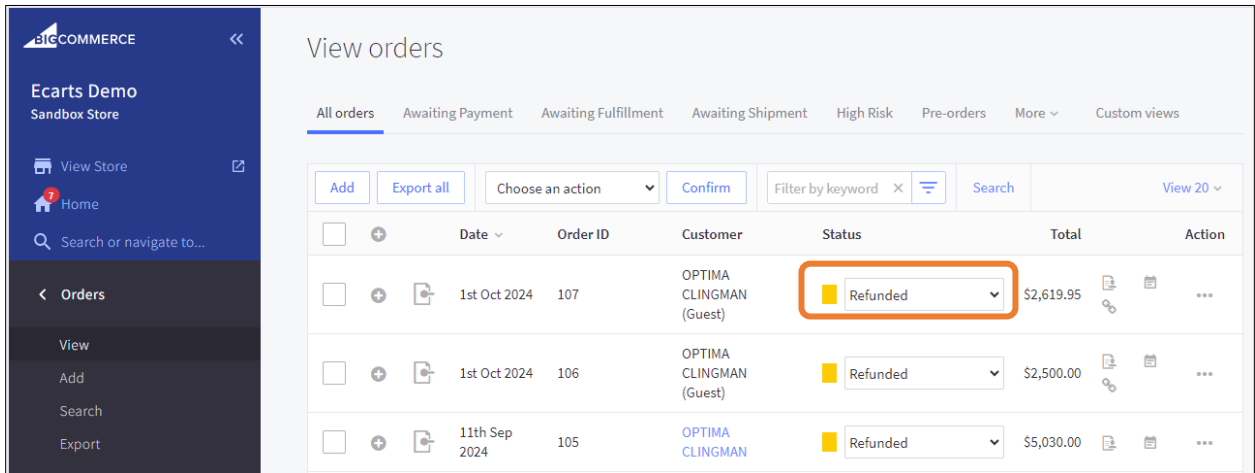 BIGCOMMERCE
Ecarts Demo
Sandbox Store
View Store
7
Home
Search or navigate to...
Orders
View
Add
Search
Export
View orders
All orders Awaiting Payment Awaiting Fulfillment Awaiting Shipment High Risk Pre-orders More Custom views
Add Export all Choose an action Confirm Filter by keyword Search View 20
Date Order ID Customer Status Total Action
1st Oct 2024 107 OPTIMA CLINGMAN (Guest) Refunded $2,619.95
1st Oct 2024 106 OPTIMA CLINGMAN (Guest) Refunded $2,500.00
11th Sep 2024 105 OPTIMA CLINGMAN Refunded $5,030.00